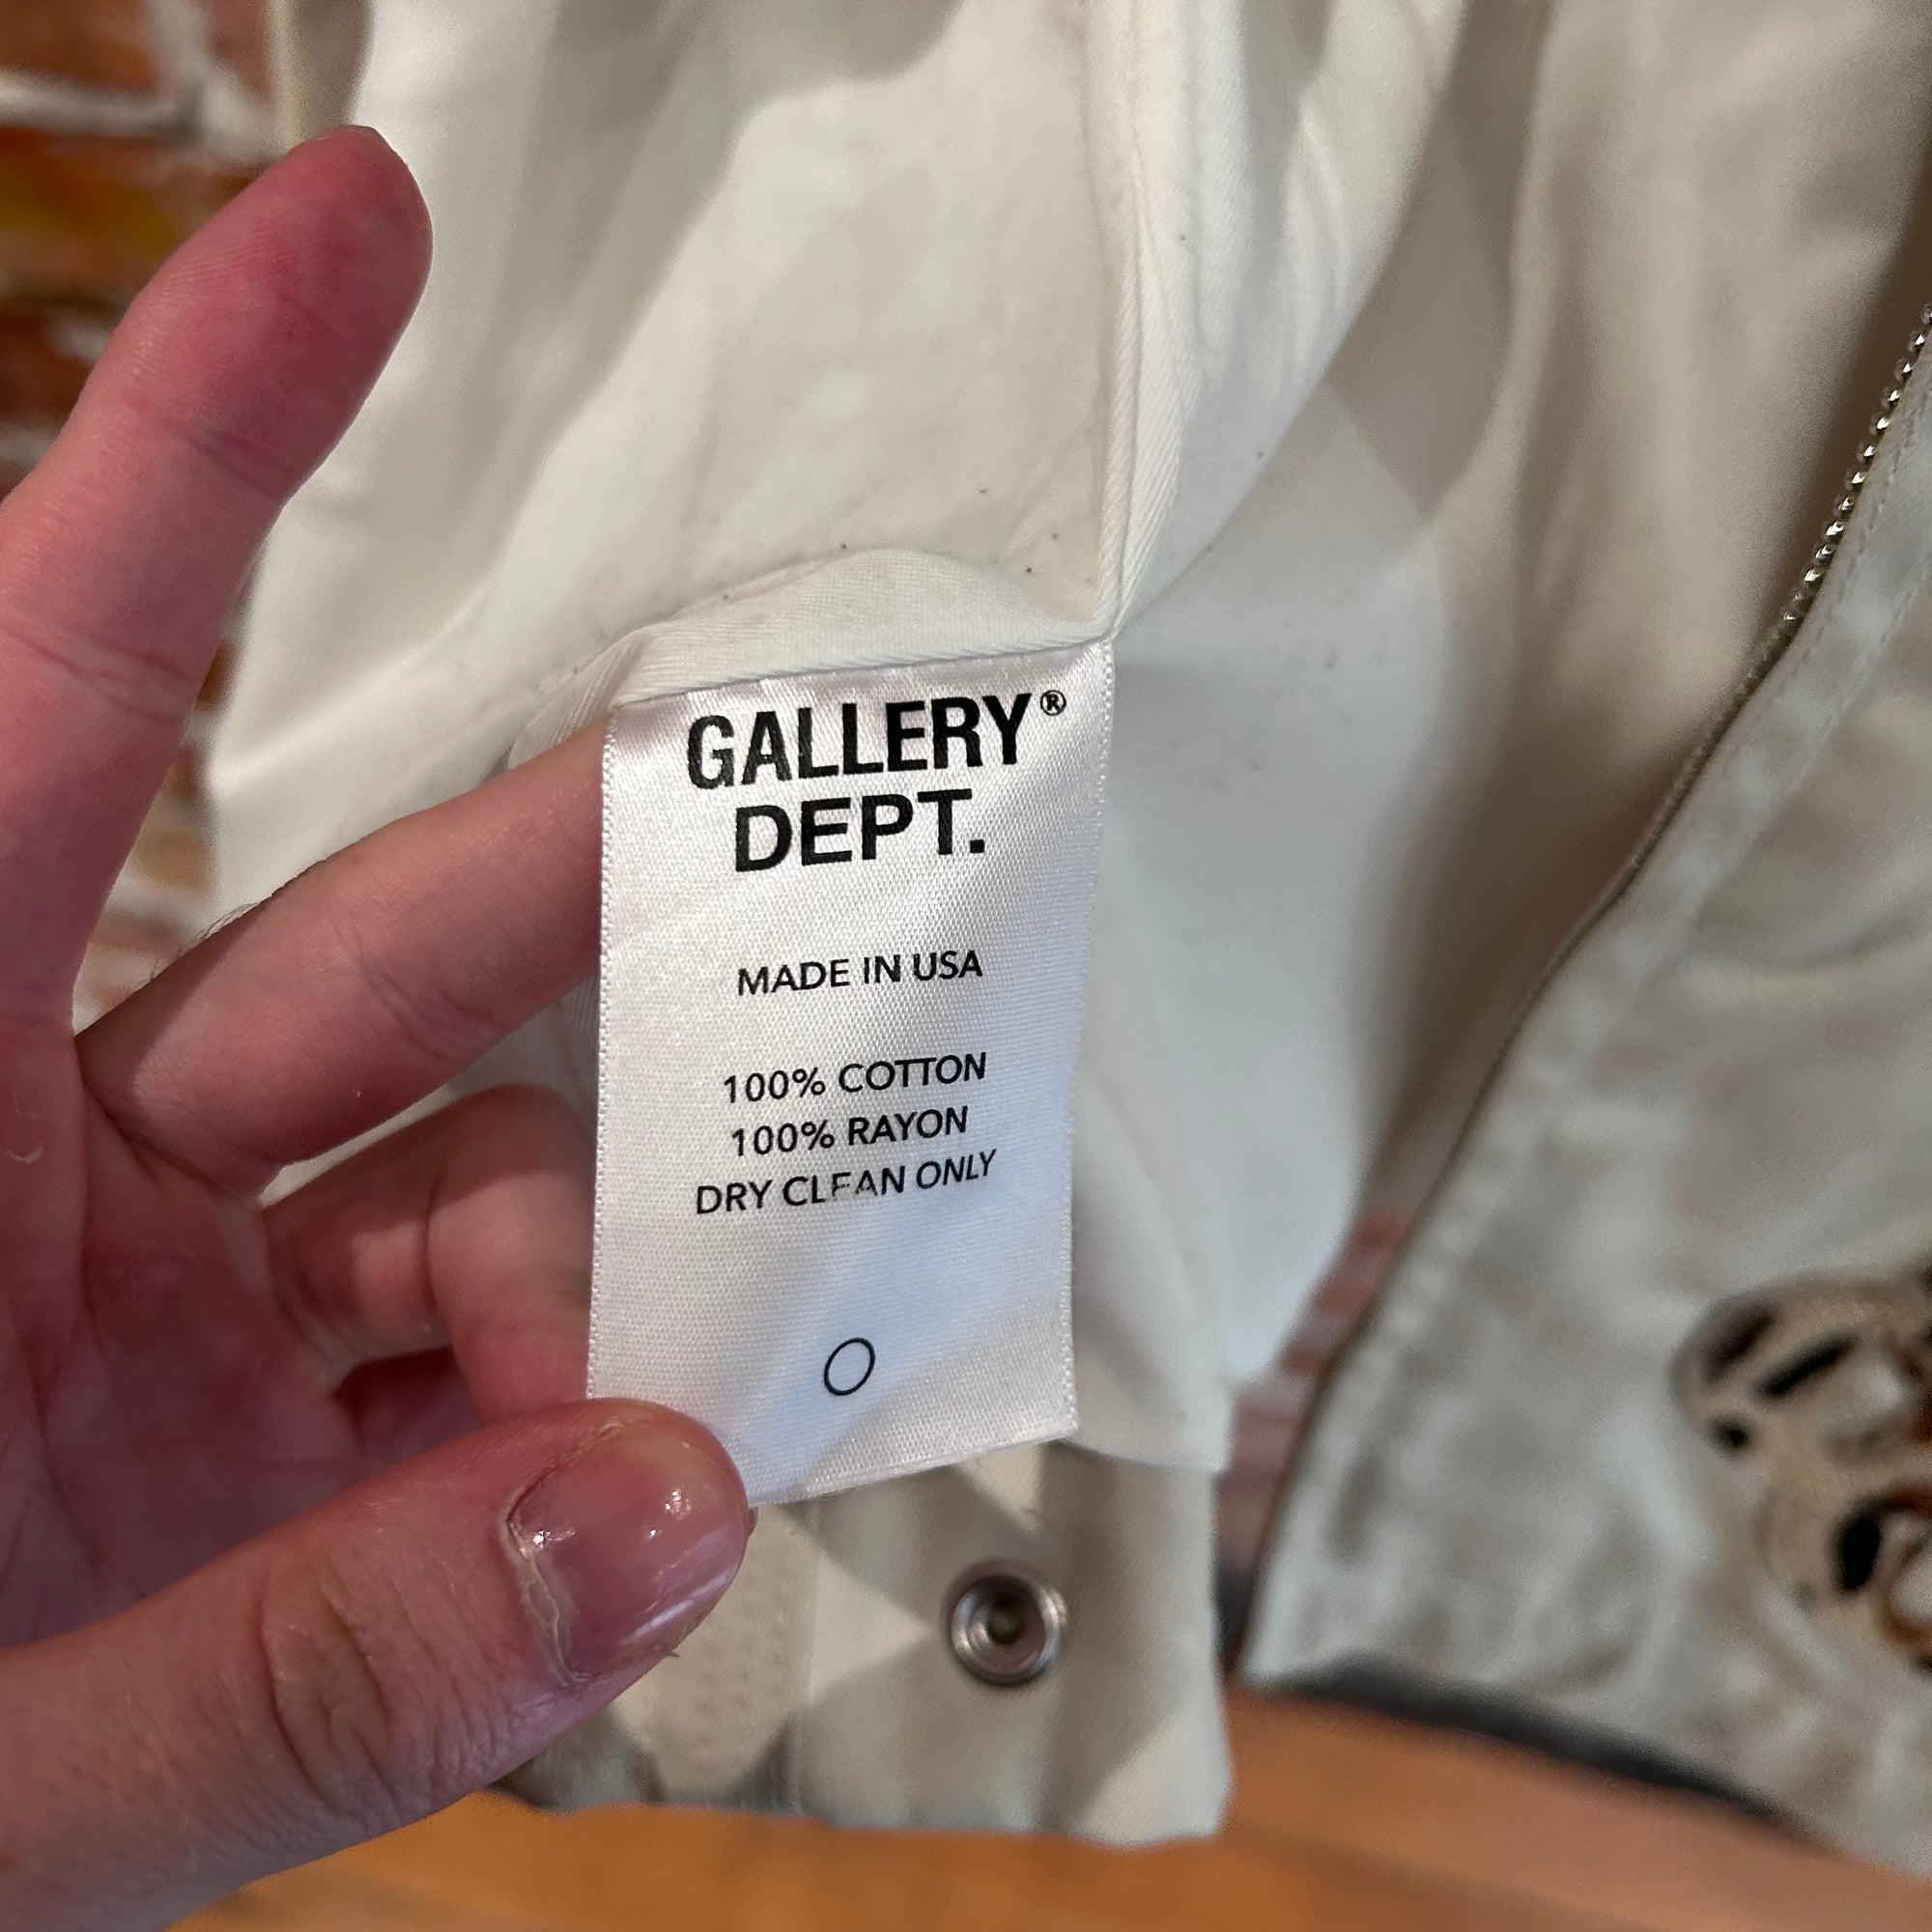 GALLERY®
DEPT.
MADE IN USA
100% COTTON
100% RAYON
DRY CLEAN ONLY